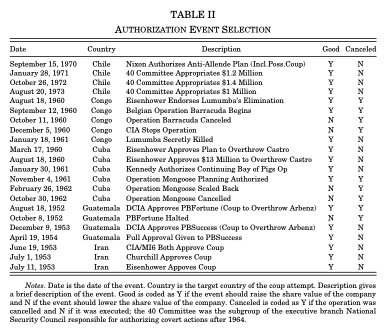 TABLE II
AUTHORIZATION EVENT SELECTION
Date Country Description Good Canceled
September 15, 1970 Chile Nixon Authorizes Anti-Allende Plan (Incl.Poss.Coup) Y N
January 28, 1971 Chile 40 Committee Appropriates $1.2 Million Y N
October 26, 1972 Chile 40 Committee Appropriates $1.4 Million Y N
August 20, 1973 Chile 40 Committee Appropriates $1 Million Y N
August 18, 1960 Congo Eisenhower Endorses Lumumba's Elimination Y Y
September 12, 1960 Congo Belgian Operation Barracuda Begins Y Y
October 11, 1960 Congo Operation Barracuda Canceled N Y
December 5, 1960 Congo CIA Stops Operation N Y
January 18, 1961 Congo Lumumba Secretly Killed Y N
March 17, 1960 Cuba Eisenhower Approves Plan to Overthrow Castro Y N
August 18, 1960 Cuba Eisenhower Approves $13 Million to Overthrow Castro Y N
January 30, 1961 Cuba Kennedy Authorizes Continuing Bay of Pigs Op Y N
November 4, 1961 Cuba Operation Mongoose Planning Authorized Y Y
February 26, 1962 Cuba Operation Mongoose Scaled Back N Y
October 30, 1962 Cuba Operation Mongoose Cancelled N Y
August 18, 1952 Guatemala DCIA Approves PBFortune (Coup to Overthrow Arbenz) Y Y
October 8, 1952 Guatemala PBFortune Halted N Y
December 9, 1953 Guatemala DCIA Approves PBSuccess (Coup to Overthrow Arbenz) Y N
April 19, 1954 Guatemala Full Approval Given to PBSuccess Y N
June 19, 1953 Iran CIA/MI6 Both Approve Coup Y N
July 1, 1953 Iran Churchill Approves Coup Y N
July 11, 1953 Iran Eisenhower Appoves Coup Y N
Notes. Date is the date of the event. Country is the target country of the coup attempt. Description gives
a brief description of the event. Good is coded as Y if the event should raise the share value of the company
and N if the event should lower the share value of the company. Canceled is coded as Y if the operation was
cancelled and N if it was executed; the 40 Committee was the subgroup of the executive branch National
Security Council responsible for authorizing covert actions after 1964.